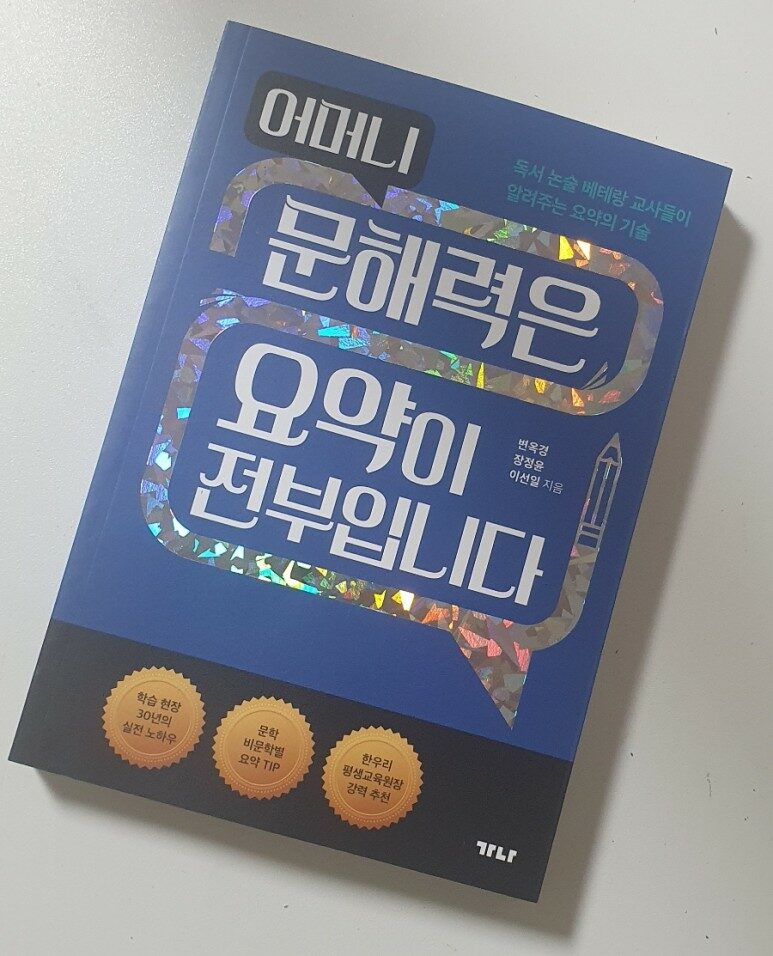 어머니
독서 논술 베테랑 교사들이
알려주는 요약의 기술
문해력은
요약이
전부입니다
변옥경
장정윤
이선일 지음
학습 현장
30년의
실전 노하우
문학
비문학별
요약 TIP
한우리
평생교육원장
강력 추천
가나